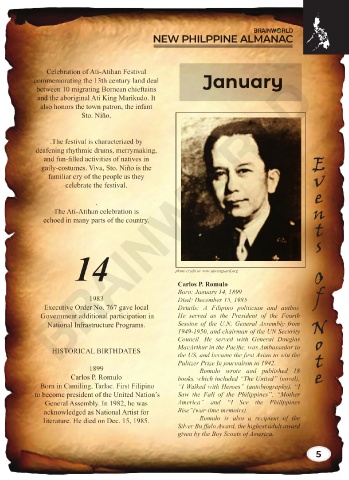 BRAINWORLD
NEW PHILPPINE ALMANAC
Celebration of Ati-Atihan Festival
commemorating the 13th century land deal
between 10 migrating Bornean chieftains
and the aboriginal Ati King Marikudo. It
also honors the town patron, the infant
Sto. Niño.
.The festival is characterized by
deafening rhythmic drums, merrymaking,
and fun-filled activities of natives in
gaily-costumes. Viva, Sto. Niño is the
familiar cry of the people as they
celebrate the festival.
.
The Ati-Atihan celebration is
echoed in many parts of the country.
14
1983
Executive Order No. 767 gave local
Government additional participation in
National Infrastructure Programs.
HISTORICAL BIRTHDATES
1899
Carlos P. Romulo
Born in Camiling, Tarlac. First Filipino
to become president of the United Nation's
General Assembly. In 1982, he was
acknowledged as National Artist for
literature. He died on Dec. 15, 1985.
January
photo credit to
Carlos P. Romulo
Born: January 14, 1899
Died: December 15, 1985
Details: A Filipino politician and author.
He served as the President of the Fourth
Session of the U.N. General Assembly from
1949-1950, and chairman of the UN Security
Council. He served with General Douglas
MacArthur in the Pacific, was Ambassador to
the US, and became the first Asian to win the
Pulitzer Prize in Journalism in 1942.
Romulo wrote and published 18
books, which included "The United" (novel),
"I Walked with Heroes" (autobiography), "I
Saw the Fall of the Philippines", "Mother
America" and "I See the Philippines
Rise"(war-time memoirs).
Romulo is also a recipient of the
Silver Buffalo Award, the highest adult award
given by the Boy Scouts of America.
Events Of Note
5